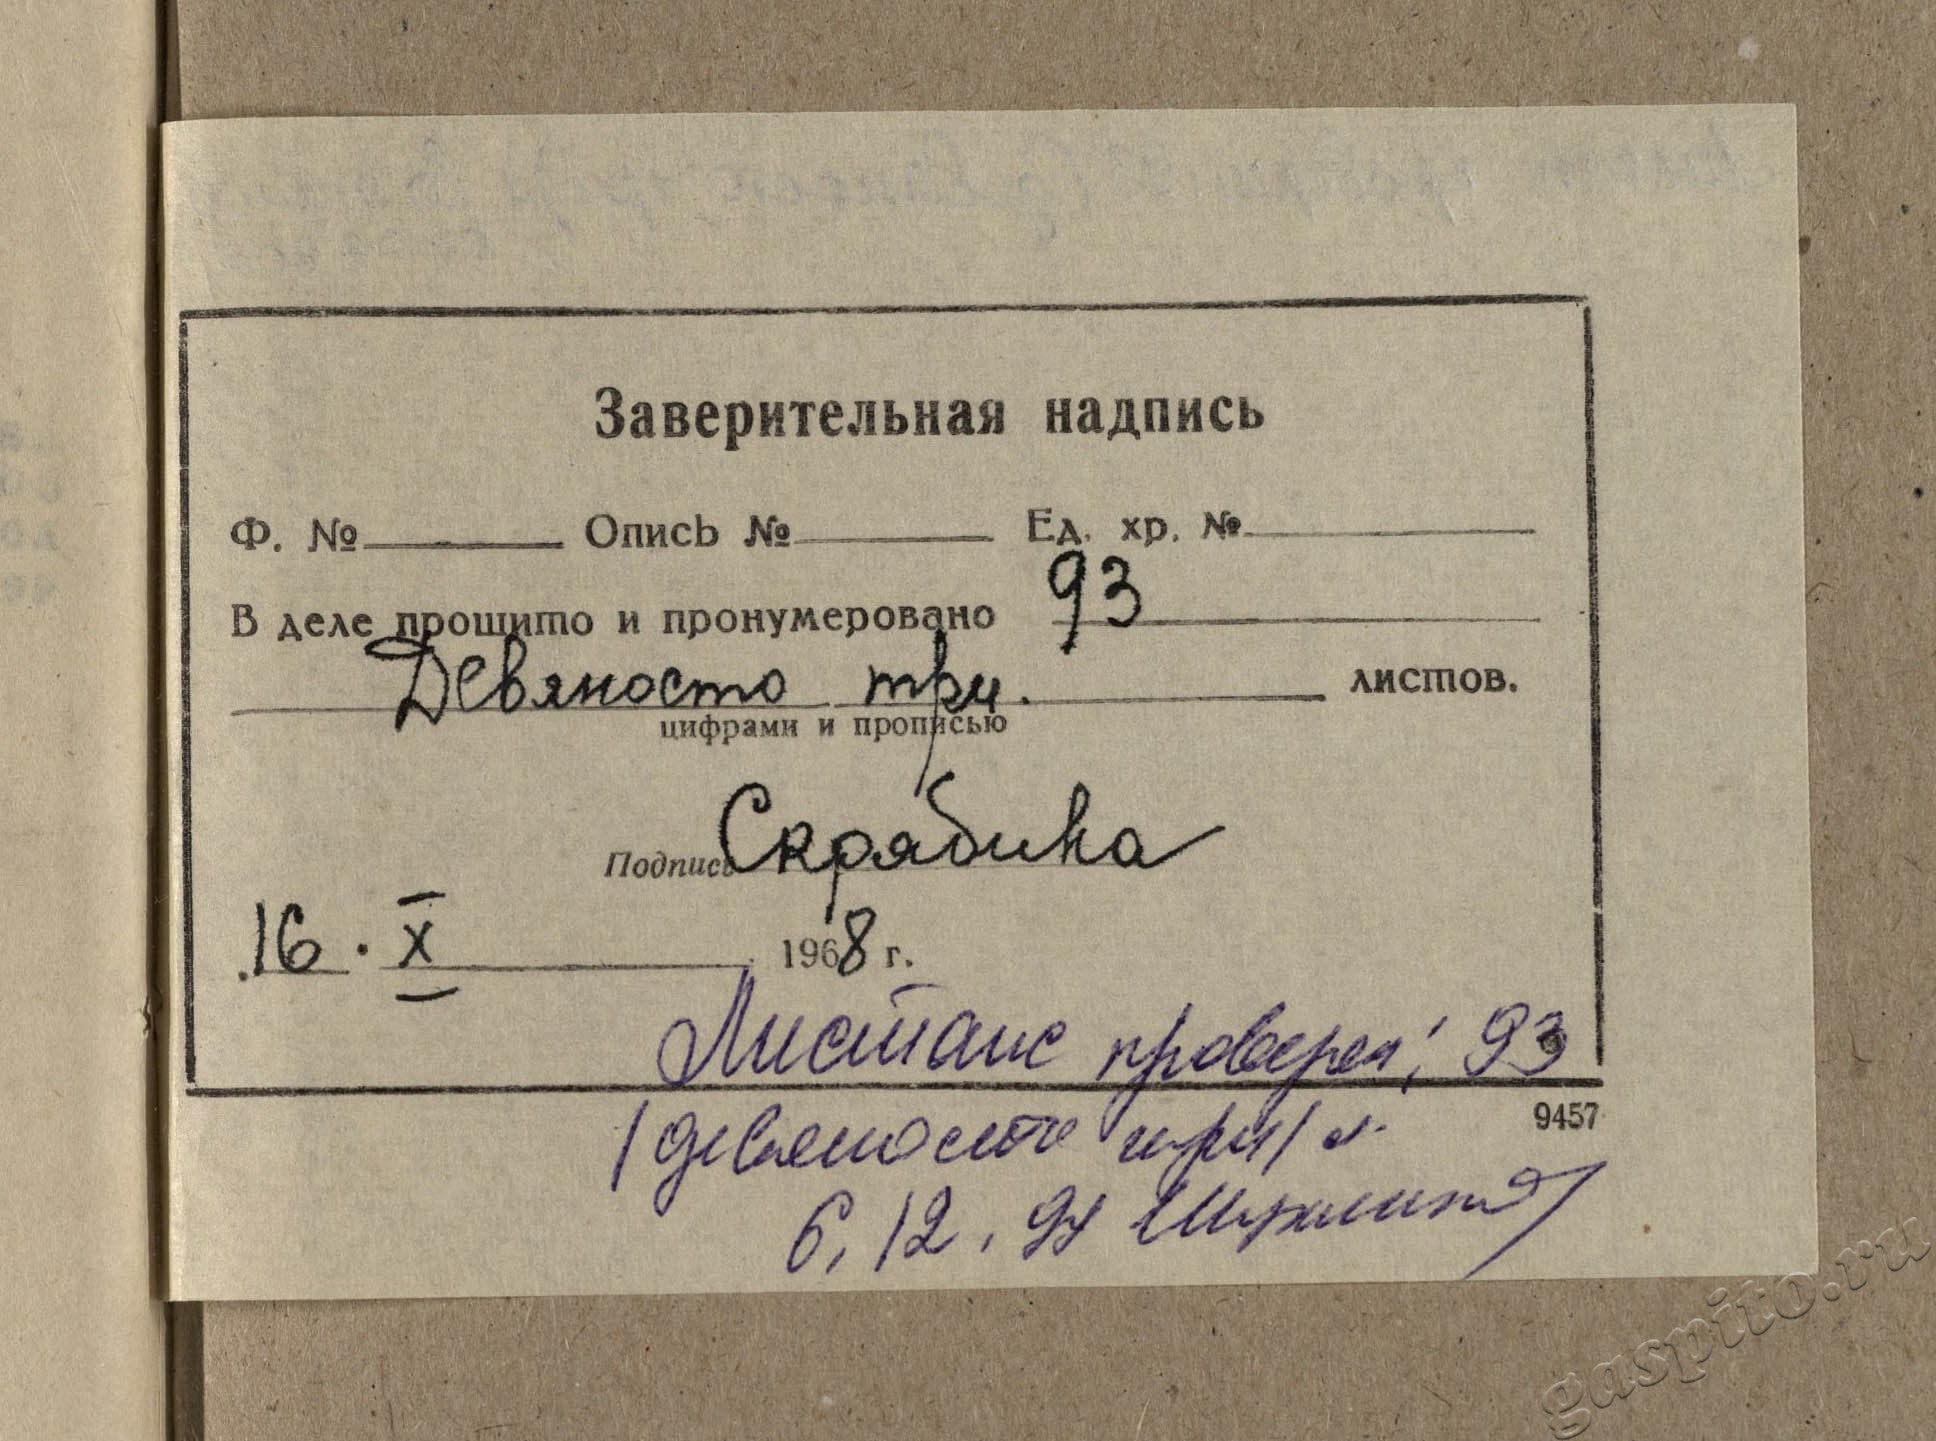 Заверительная надпись
Ф. № Опись № Ед. хр. №
В деле прошито и пронумеровано 93
Девяносто три. листов.
цифрами и прописью
Подпись Скрябина
16. X 1968 г.
Листаж проверен; 93
9457
/девяносто три/ л.
6.12.94
gaspito.ru